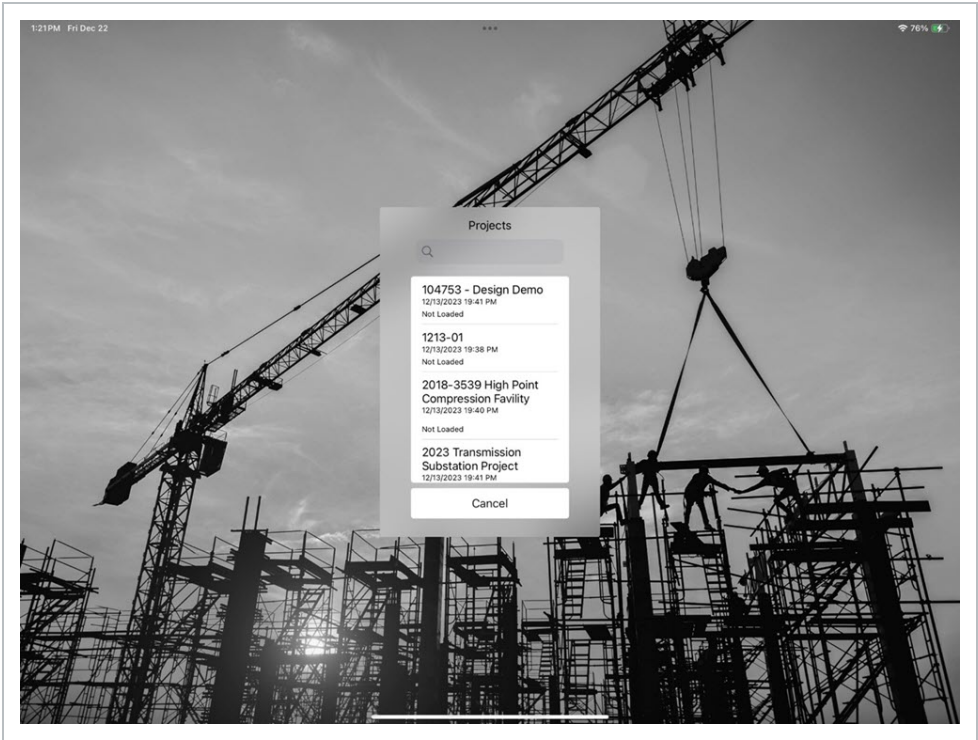 1:21 PM Fri Dec 22
76%
Projects
104753 - Design Demo
12/13/2023 19:41 PM
Not Loaded
1213-01
12/13/2023 19:38 PM
Not Loaded
2018-3539 High Point
Compression Favility
12/13/2023 19:40 PM
Not Loaded
2023 Transmission
Substation Project
12/13/2023 19:41 PM
Cancel